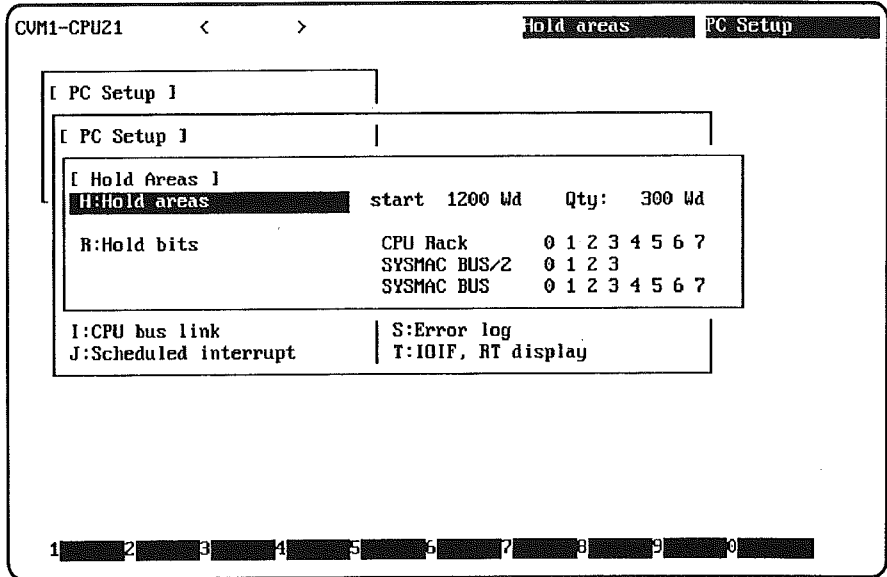 CVM1-CPU21 < > Hold areas PC Setup
[ PC Setup ]
[ PC Setup ]
[ Hold Areas ]
H:Hold areas start 1200 Wd Qty: 300 Wd
R:Hold bits CPU Rack 0 1 2 3 4 5 6 7
SYSMAC BUS/2 0 1 2 3
SYSMAC BUS 0 1 2 3 4 5 6 7
I:CPU bus link S:Error log
J:Scheduled interrupt T:IOIF, RT display
1 2 3 4 5 6 7 8 9 0